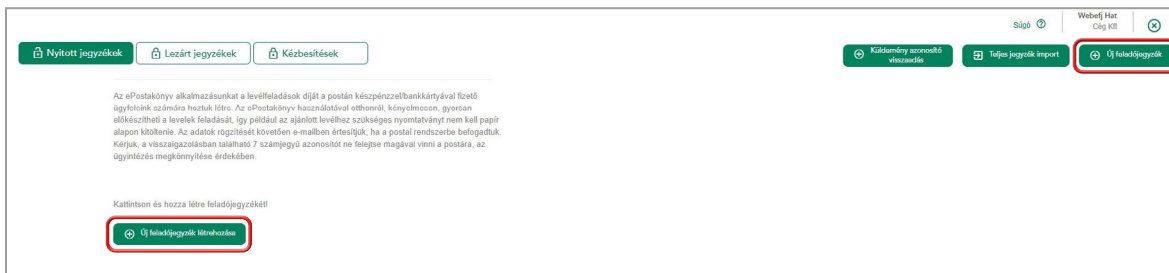 Súgó
Webefj Hat
Cég Kft
Nyitott jegyzékek
Lezárt jegyzékek
Kézbesítések
Küldemény azonosító
visszaadás
Teljes jegyzék import
Új feladójegyzék
Az ePostakönyv alkalmazásunkat a levélfeladások díját a postán készpénzzel/bankkártyával fizető
ügyfeleink számára hoztuk létre. Az ePostakönyv használatával otthonról, kényelmesen, gyorsan
előkészítheti a levelek feladását, így például az ajánlott levélhez szükséges nyomtatványt nem kell papír
alapon kitöltenie. Az adatok rögzítését követően e-mailben értesítjük, ha a postai rendszerbe befogadtuk.
Kérjuk, a visszaigazolásban található 7 számjegyű azonosítót ne felejtse magával vinni a postára, az
ügyintézés megkönnyítése érdekében.
Kattintson és hozza létre feladójegyzékét!
Új feladójegyzék létrehozása